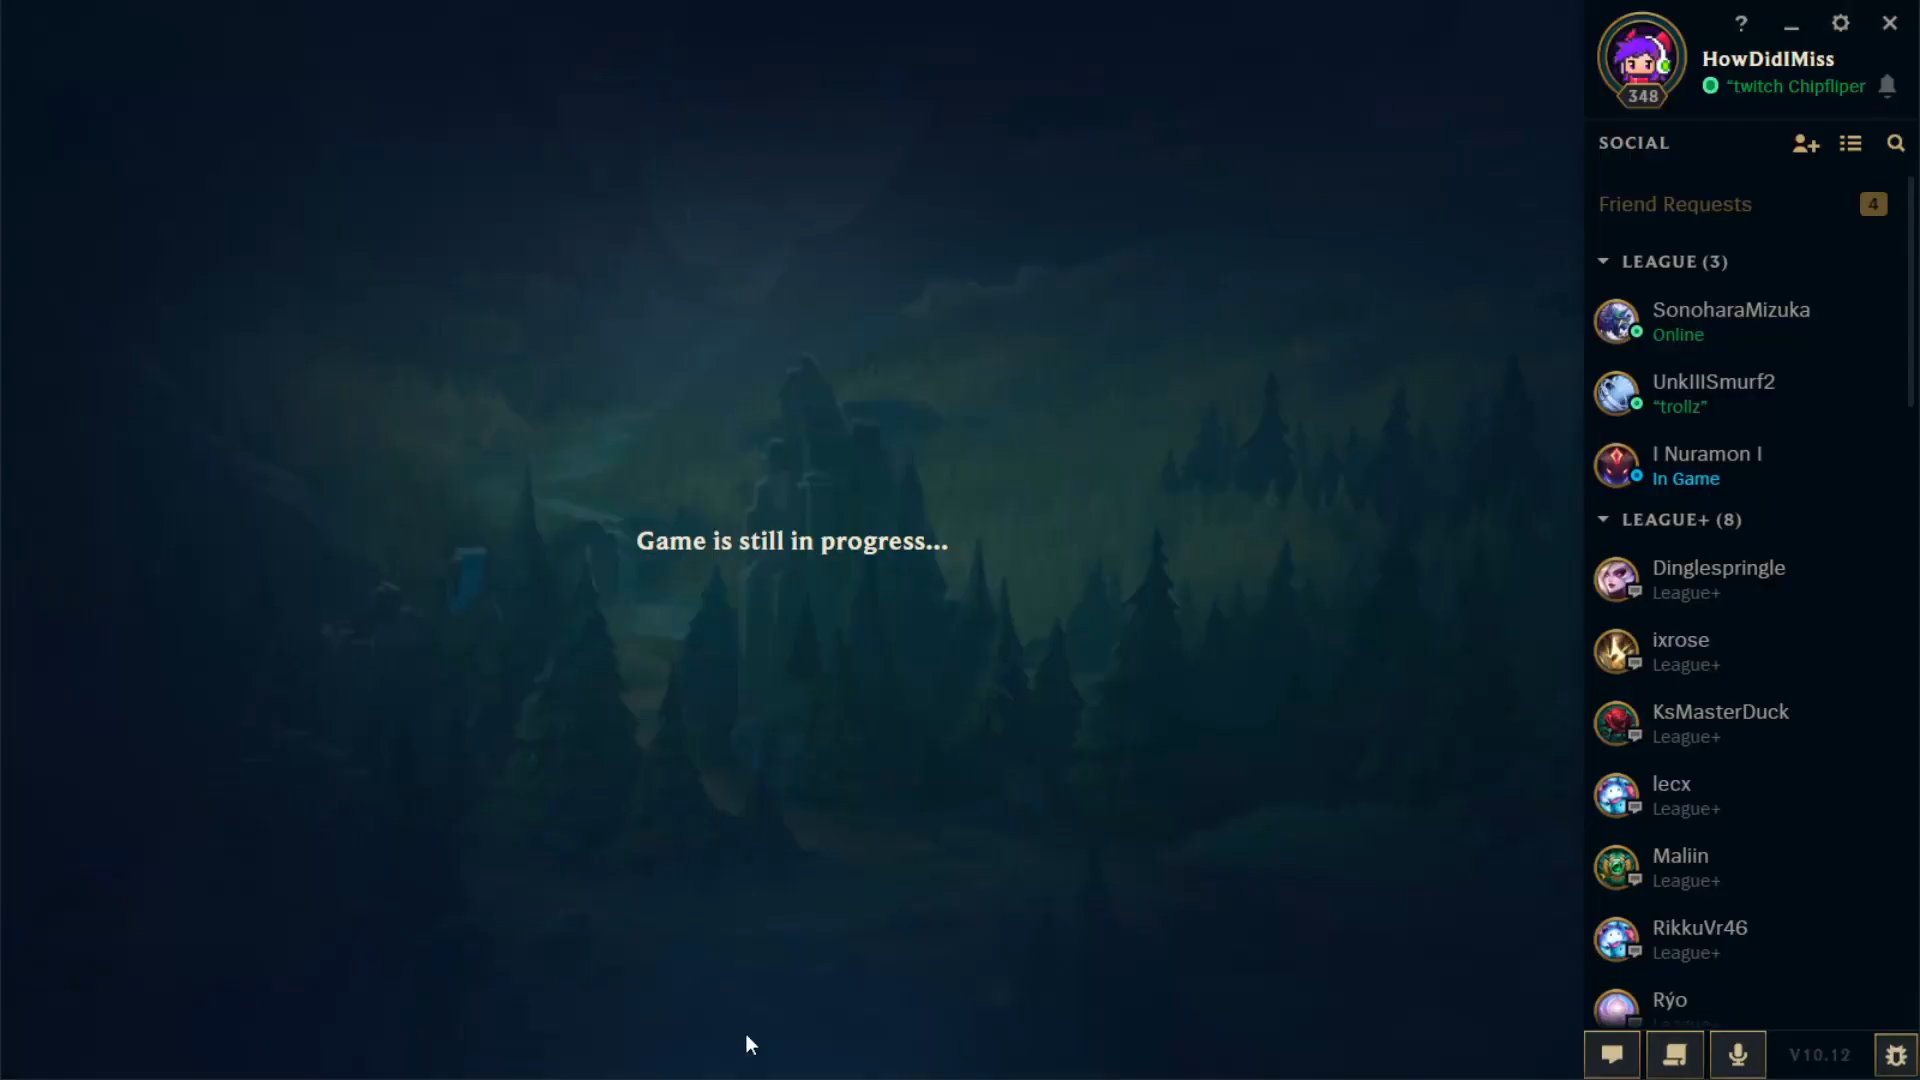 ?
HowDidIMiss
348
“twitch Chipfliper
SOCIAL
Friend Requests
4
LEAGUE (3)
SonoharaMizuka
Online
UnkIIISmurf2
“trollz”
I Nuramon I
In Game
Game is still in progress...
LEAGUE+ (8)
Dinglespringle
League+
ixrose
League+
KsMasterDuck
League+
lecx
League+
Maliin
League+
RikkuVr46
League+
Rýo
League+
V10.12